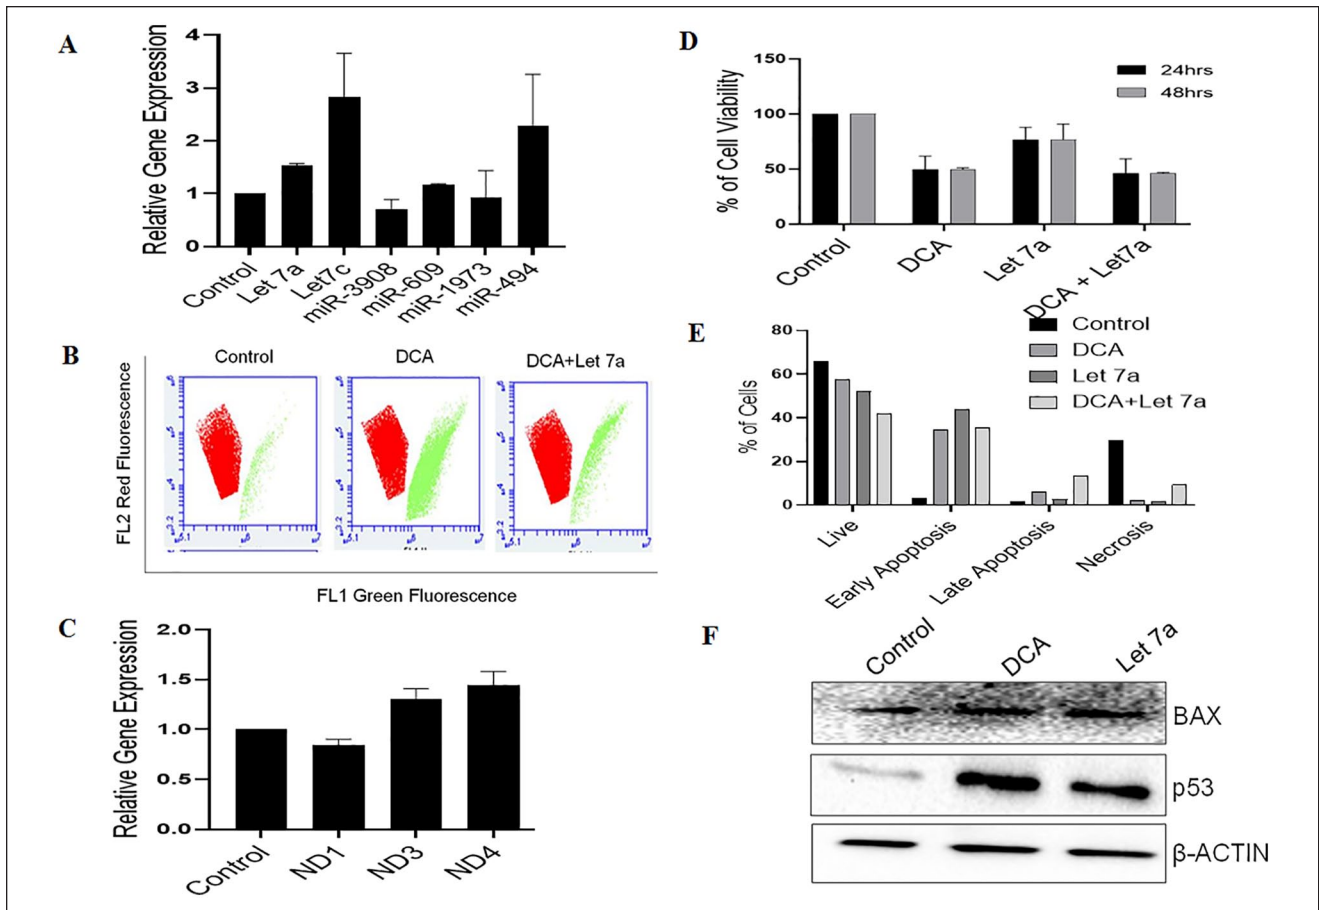 A
Relative Gene Expression
4
3
2
1
0
Control
Let 7a
Let7c
miR-3908
miR-609
miR-1973
miR-494
B
Control
DCA
DCA+Let 7a
FL2 Red Fluorescence
FL1 Green Fluorescence
C
Relative Gene Expression
2.0
1.5
1.0
0.5
0.0
Control
ND1
ND3
ND4
D
% of Cell Viability
150
100
50
0
24hrs
48hrs
Control
DCA
Let 7a
DCA + Let7a
E
% of Cells
80
60
40
20
0
Control
DCA
Let 7a
DCA+Let 7a
Live
Early Apoptosis
Late Apoptosis
Necrosis
F
Control
DCA
Let 7a
BAX
p53
β-ACTIN